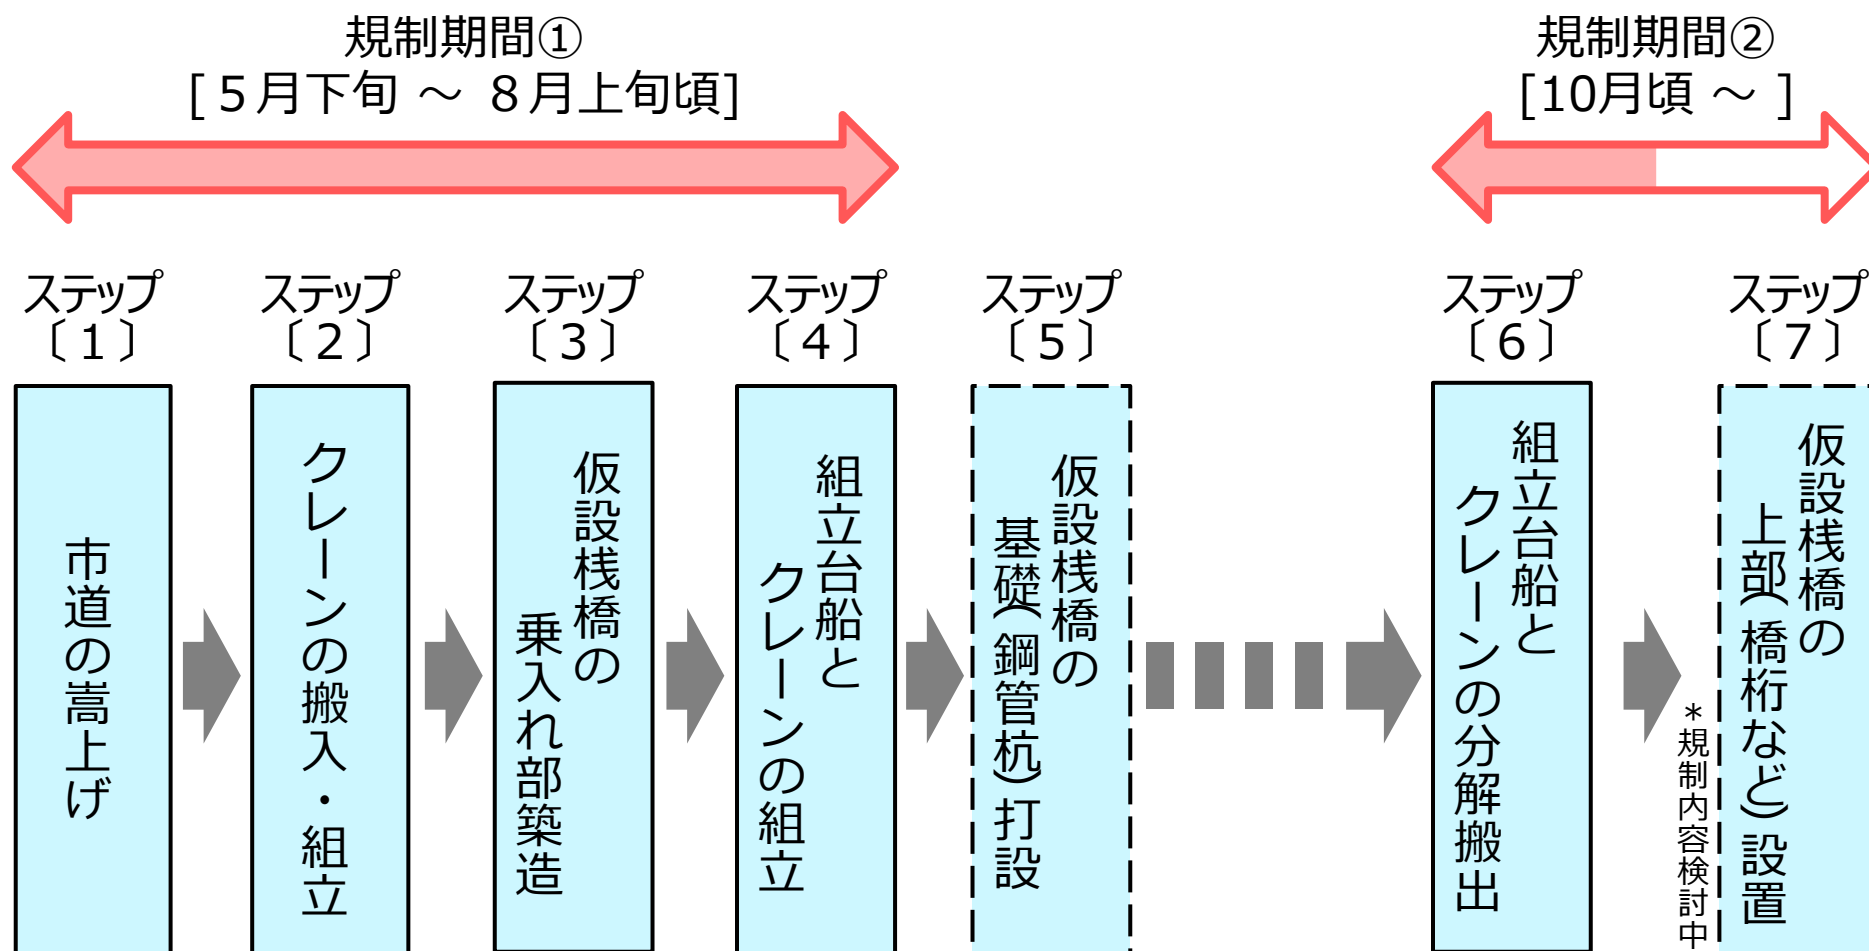 規制期間①
[５月下旬 ～ ８月上旬頃]
規制期間②
[10月頃 ～ ]
ステップ
〔１〕
市道の嵩上げ
ステップ
〔２〕
クレーンの搬入・組立
ステップ
〔３〕
仮設桟橋の
乗入れ部築造
ステップ
〔４〕
組立台船と
クレーンの組立
ステップ
〔５〕
仮設桟橋の
基礎(鋼管杭)打設
ステップ
〔６〕
組立台船と
クレーンの分解搬出
ステップ
〔７〕
仮設桟橋の
上部(橋桁など)設置
＊規制内容検討中